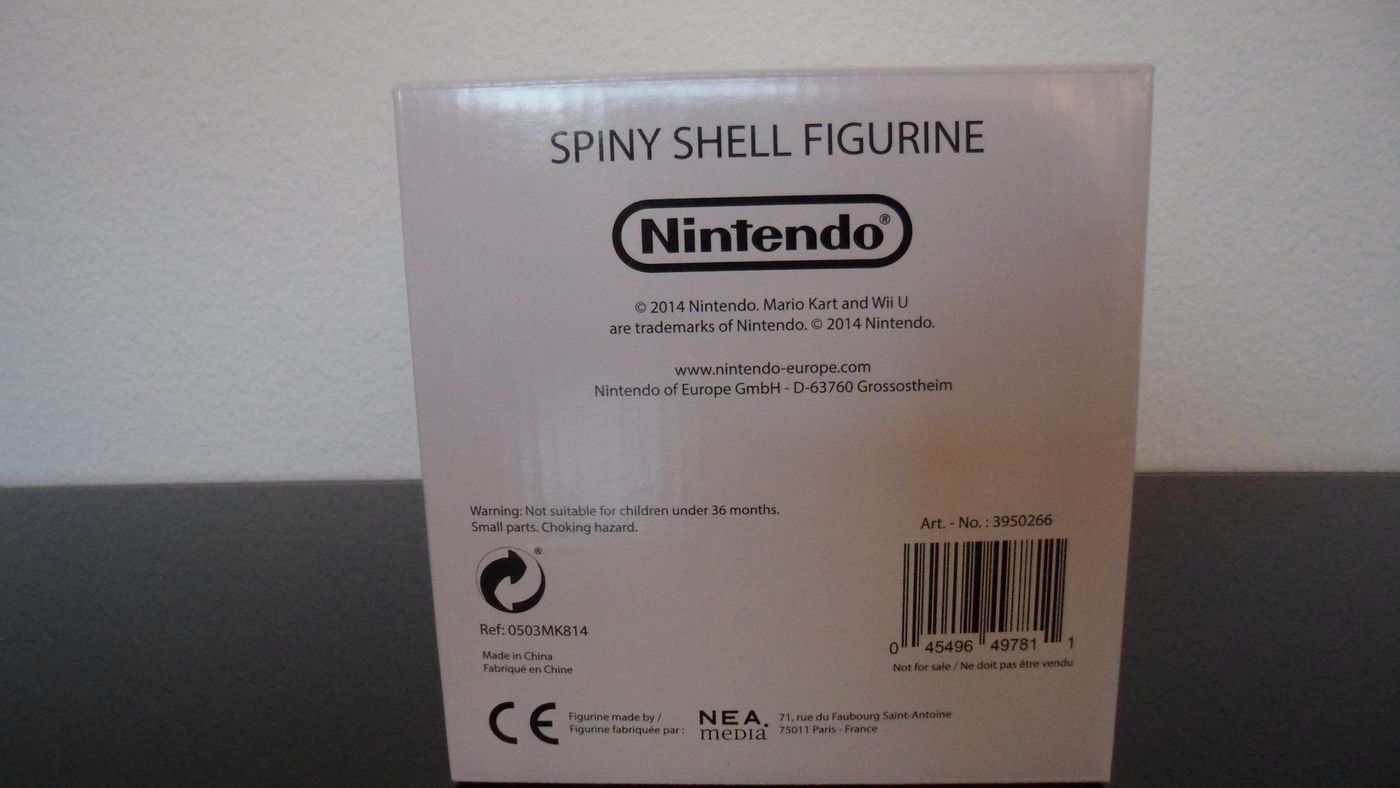 SPINY SHELL FIGURINE
Nintendo®
© 2014 Nintendo. Mario Kart and Wii U
are trademarks of Nintendo. © 2014 Nintendo.
www.nintendo-europe.com
Nintendo of Europe GmbH - D-63760 Grossostheim
Warning: Not suitable for children under 36 months.
Small parts. Choking hazard.
®
Ref: 0503MK814
Made in China
Fabriqué en Chine
Art. - No. : 3950266
0 45496 49781 1
Not for sale / Ne doit pas être vendu
CE
Figurine made by /
Figurine fabriquée par :
NEA.
media
71, rue du Faubourg Saint-Antoine
75011 Paris - France